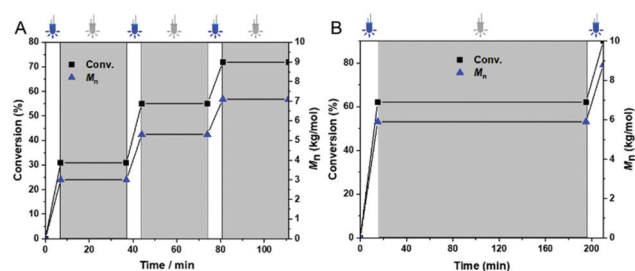 A
B
80
70
60
50
40
30
20
10
0
Conversion (%)
Conv.
Mn
10
9
8
7
6
5
4
3
2
1
0
Mn (kg/mol)
0 20 40 60 80 100
Time / min
80
60
40
20
0
Conversion (%)
Conv.
Mn
10
8
6
4
2
0
Mn (kg/mol)
0 40 80 120 160 200
Time (min)